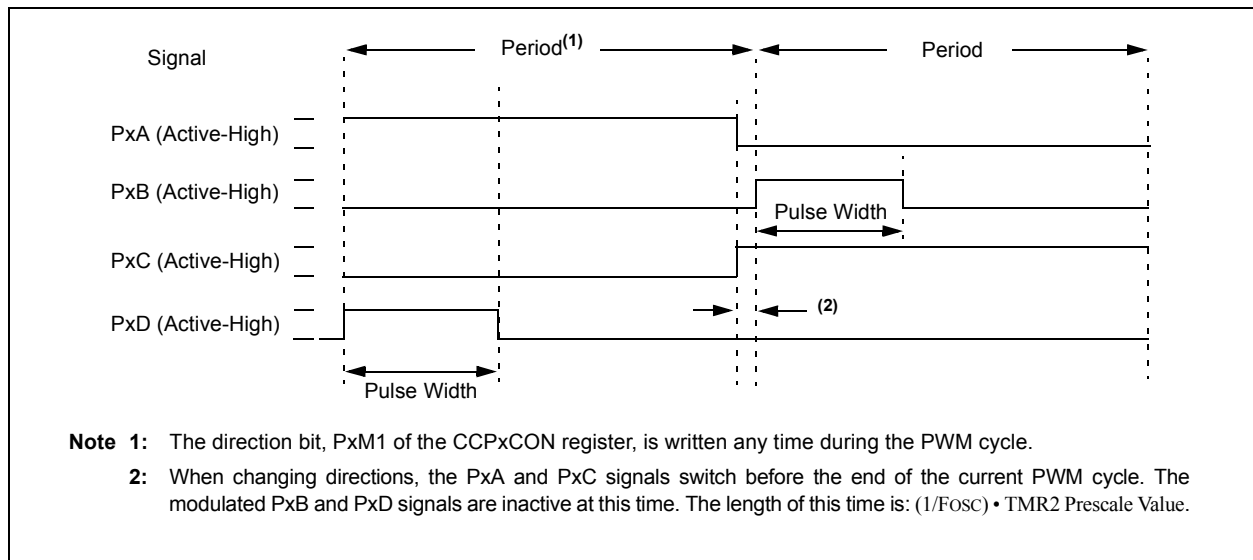 Signal
Period(1)
Period
PxA (Active-High)
PxB (Active-High)
Pulse Width
PxC (Active-High)
(2)
PxD (Active-High)
Pulse Width
Note 1: The direction bit, PxM1 of the CCPxCON register, is written any time during the PWM cycle.
2: When changing directions, the PxA and PxC signals switch before the end of the current PWM cycle. The
modulated PxB and PxD signals are inactive at this time. The length of this time is: (1/FOSC) • TMR2 Prescale Value.